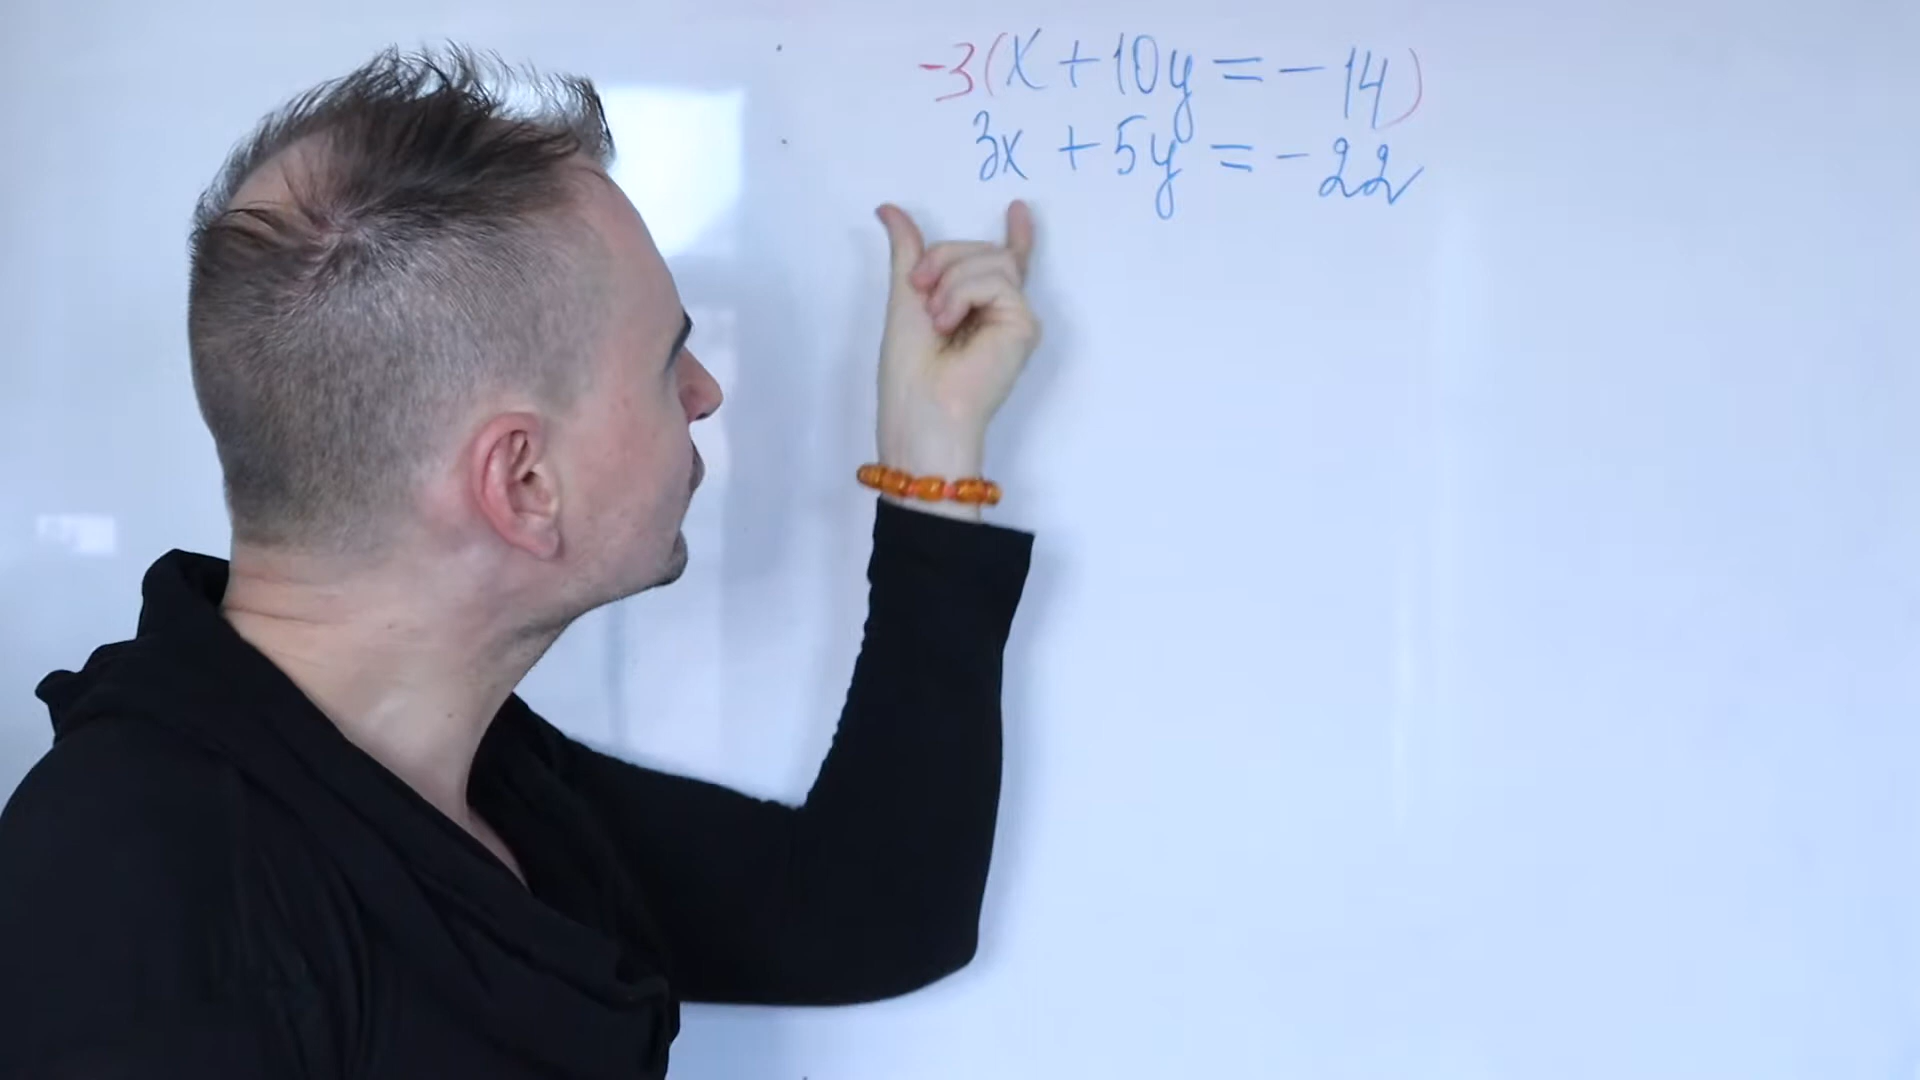 -3(x + 10y = - 14)
3x + 5y = - 22